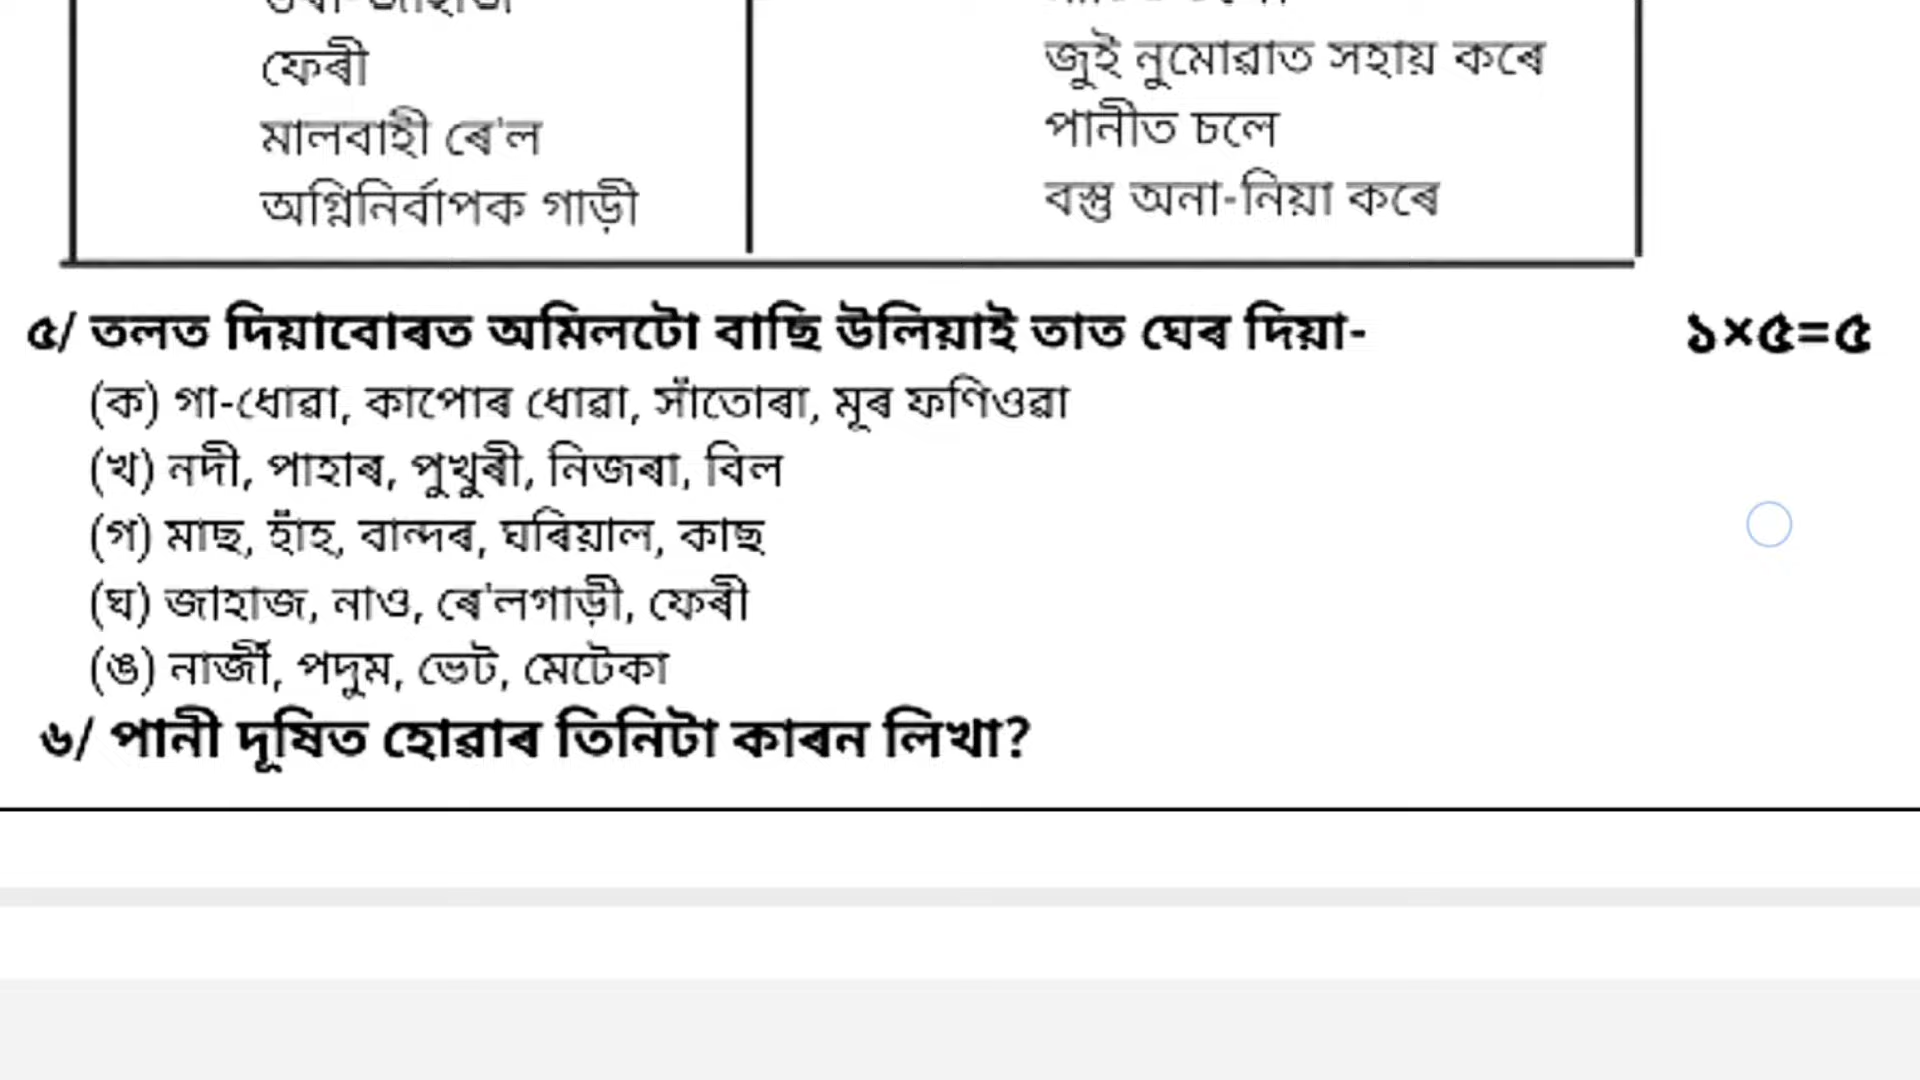 ফেৰী
জুই নুমোৱাত সহায় কৰে
মালবাহী ৰে'ল
পানীত চলে
অগ্নিনিৰ্বাপক গাড়ী
বস্তু অনা-নিয়া কৰে
৫/ তলত দিয়াবোৰত অমিলটো বাছি উলিয়াই তাত ঘেৰ দিয়া- ১×৫=৫
(ক) গা-ধোৱা, কাপোৰ ধোৱা, সাঁতোৰা, মূৰ ফণিওৱা
(খ) নদী, পাহাৰ, পুখুৰী, নিজৰা, বিল
(গ) মাছ, হাঁহ, বান্দৰ, ঘৰিয়াল, কাছ
(ঘ) জাহাজ, নাও, ৰে'লগাড়ী, ফেৰী
(ঙ) নাৰ্জী, পদুম, ভেট, মেটেকা
৬/ পানী দূষিত হোৱাৰ তিনিটা কাৰন লিখা?